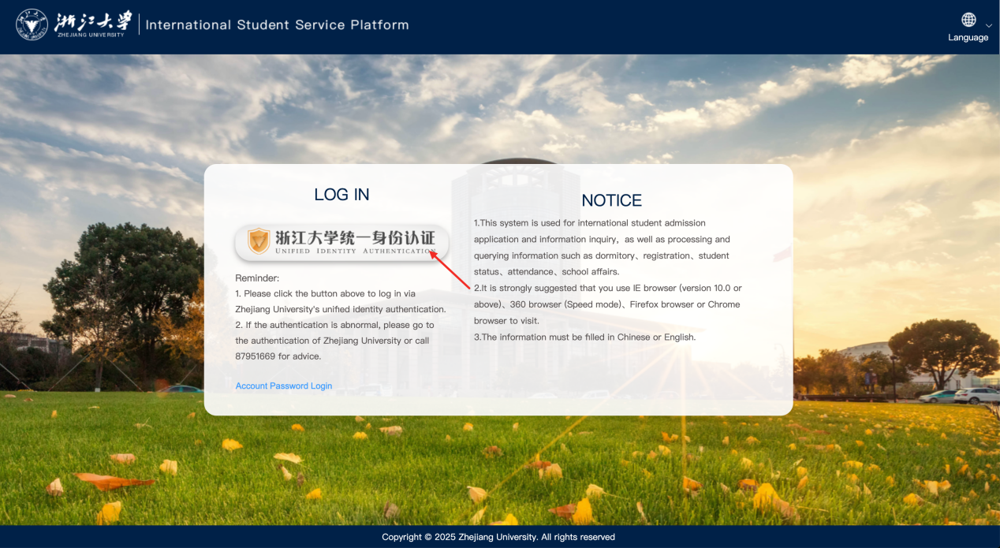 浙江大学
ZHEJIANG UNIVERSITY
International Student Service Platform
Language
LOG IN
浙江大学统一身份认证
UNIFIED IDENTITY AUTHENTICATION
Reminder:
1. Please click the button above to log in via
Zhejiang University's unified identity authentication.
2. If the authentication is abnormal, please go to
the authentication of Zhejiang University or call
87951669 for advice.
Account Password Login
NOTICE
1.This system is used for international student admission
application and information inquiry，as well as processing and
querying information such as dormitory、registration、student
status、attendance、school affairs.
2.It is strongly suggested that you use IE browser (version 10.0 or
above)、360 browser (Speed mode)、Firefox browser or Chrome
browser to visit.
3.The information must be filled in Chinese or English.
Copyright © 2025 Zhejiang University. All rights reserved